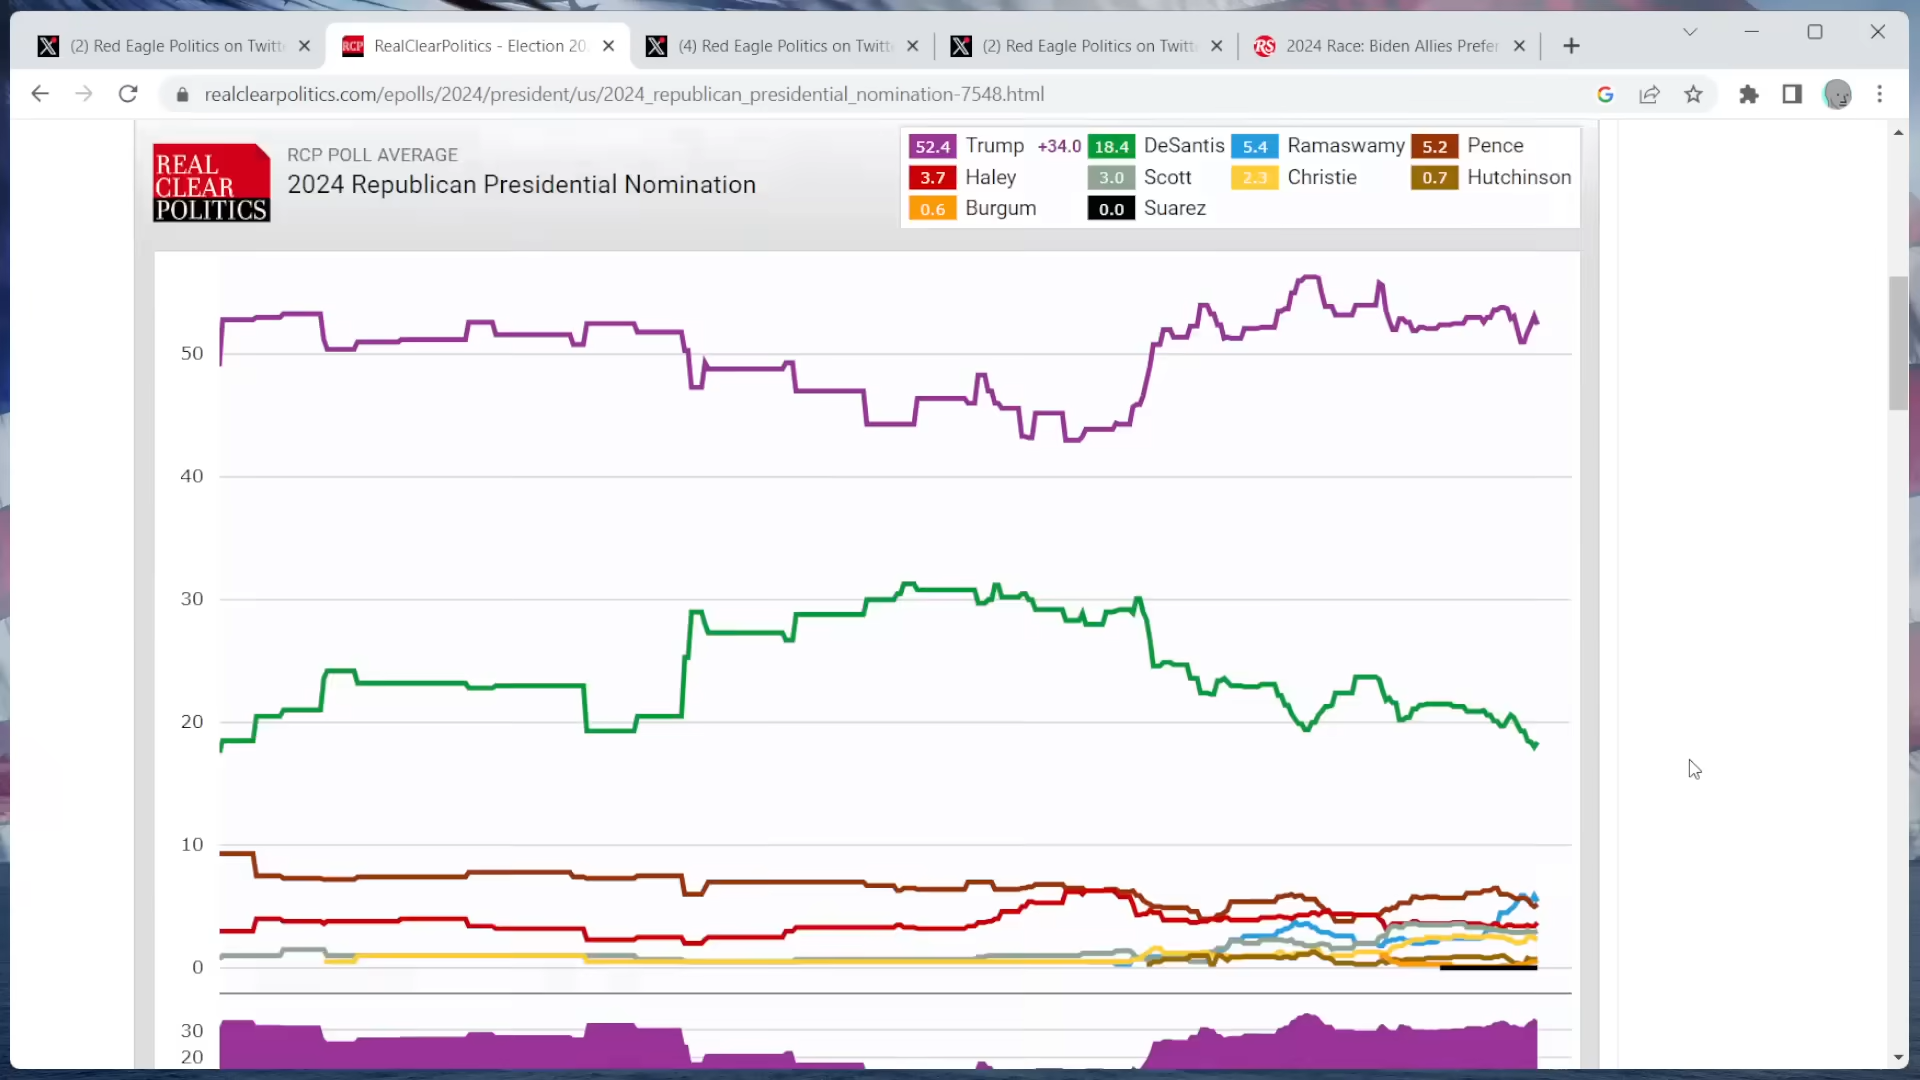 (2) Red Eagle Politics on Twitt
RCP RealClearPolitics - Election 20
(4) Red Eagle Politics on Twitt
(2) Red Eagle Politics on Twitt
RS 2024 Race: Biden Allies Prefer
realclearpolitics.com/epolls/2024/president/us/2024_republican_presidential_nomination-7548.html
REAL
CLEAR
POLITICS
RCP POLL AVERAGE
2024 Republican Presidential Nomination
52.4 Trump +34.0 18.4 DeSantis 5.4 Ramaswamy 5.2 Pence
3.7 Haley 3.0 Scott 2.3 Christie 0.7 Hutchinson
0.6 Burgum 0.0 Suarez
50
40
30
20
10
0
30
20